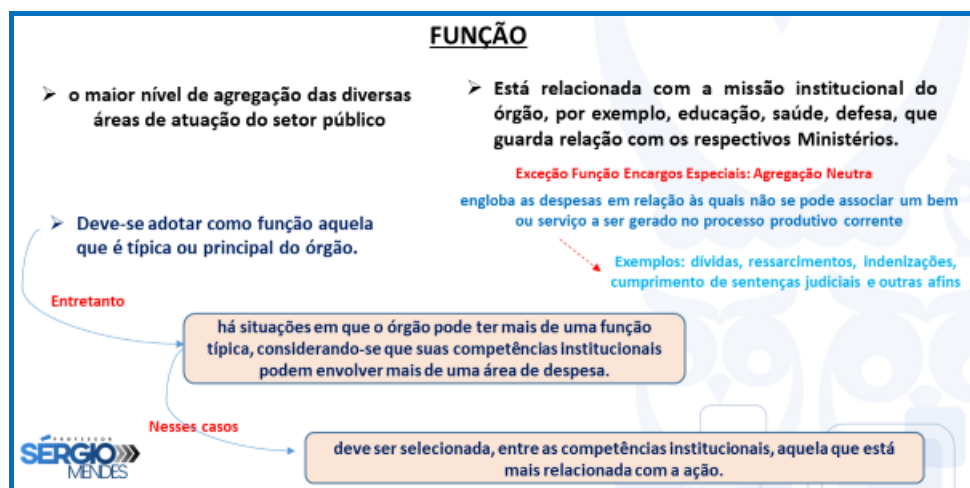 FUNÇÃO
➢ o maior nível de agregação das diversas
áreas de atuação do setor público
➢ Está relacionada com a missão institucional do
órgão, por exemplo, educação, saúde, defesa, que
guarda relação com os respectivos Ministérios.
Exceção Função Encargos Especiais: Agregação Neutra
engloba as despesas em relação às quais não se pode associar um bem
ou serviço a ser gerado no processo produtivo corrente
Exemplos: dívidas, ressarcimentos, indenizações,
cumprimento de sentenças judiciais e outras afins
➢ Deve-se adotar como função aquela
que é típica ou principal do órgão.
Entretanto
há situações em que o órgão pode ter mais de uma função
típica, considerando-se que suas competências institucionais
podem envolver mais de uma área de despesa.
Nesses casos
deve ser selecionada, entre as competências institucionais, aquela que está
mais relacionada com a ação.
PROFESSOR
SÉRGIO
MENDES